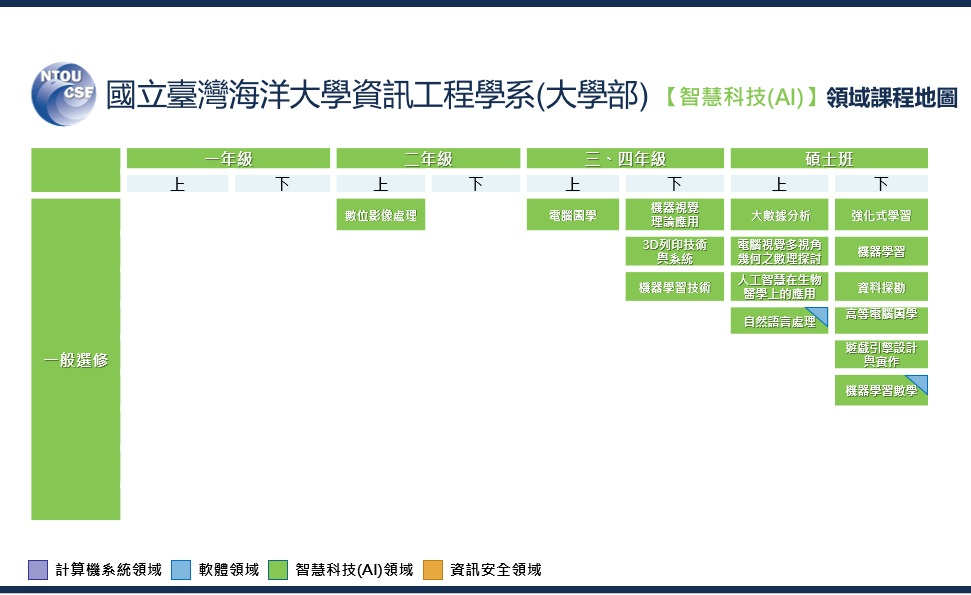 NTOU
CSE
國立臺灣海洋大學資訊工程學系(大學部)【智慧科技(AI)】領域課程地圖
一年級 二年級 三、四年級 碩士班
上 下 上 下 上 下 上 下
一般選修
數位影像處理
電腦圖學
機器視覺
理論應用
大數據分析
強化式學習
3D列印技術
與系統
電腦視覺多視角
幾何之數理探討
機器學習
機器學習技術
人工智慧在生物
醫學上的應用
資料探勘
自然語言處理
高等電腦圖學
遊戲引擎設計
與實作
機器學習數學
計算機系統領域 軟體領域 智慧科技(AI)領域 資訊安全領域